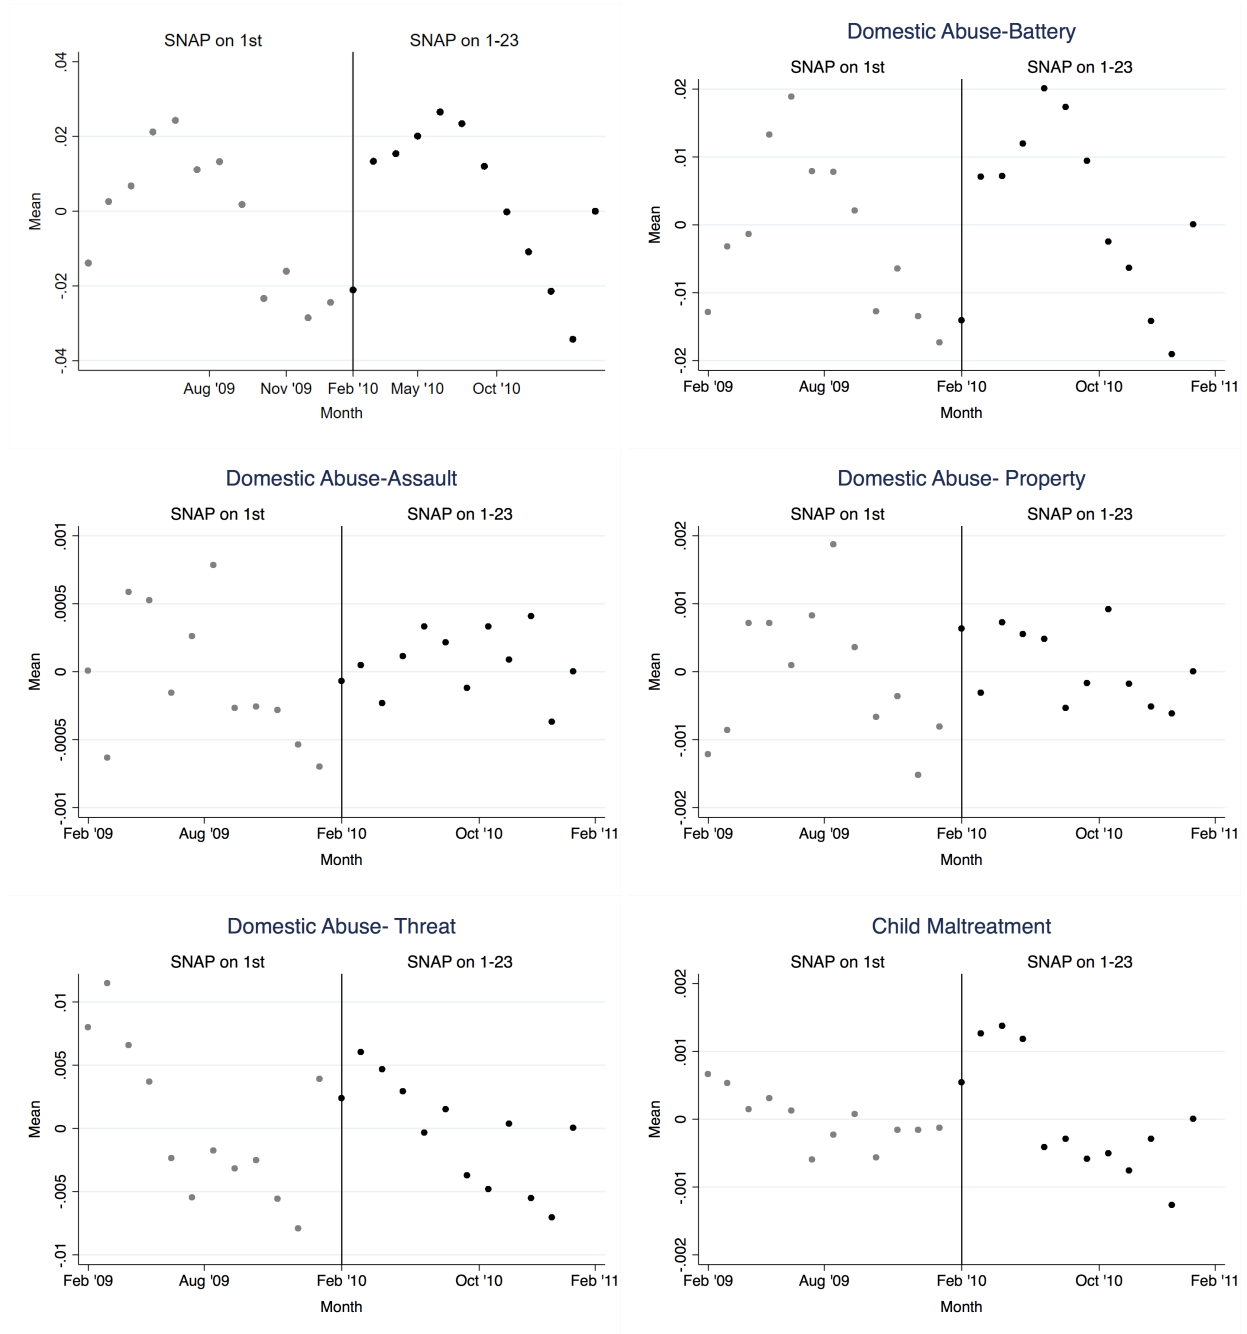 SNAP on 1st SNAP on 1-23
.04
.02
0
-.02
-.04
Mean
Aug '09 Nov '09 Feb '10 May '10 Oct '10
Month
Domestic Abuse-Battery
SNAP on 1st SNAP on 1-23
.02
.01
0
-.01
-.02
Mean
Feb '09 Aug '09 Feb '10 Oct '10 Feb '11
Month
Domestic Abuse-Assault
SNAP on 1st SNAP on 1-23
.001
.0005
0
-.0005
-.001
Mean
Feb '09 Aug '09 Feb '10 Oct '10 Feb '11
Month
Domestic Abuse- Property
SNAP on 1st SNAP on 1-23
.002
.001
0
-.001
-.002
Mean
Feb '09 Aug '09 Feb '10 Oct '10 Feb '11
Month
Domestic Abuse- Threat
SNAP on 1st SNAP on 1-23
.01
.005
0
-.005
-.01
Mean
Feb '09 Aug '09 Feb '10 Oct '10 Feb '11
Month
Child Maltreatment
SNAP on 1st SNAP on 1-23
.002
.001
0
-.001
-.002
Mean
Feb '09 Aug '09 Feb '10 Oct '10 Feb '11
Month